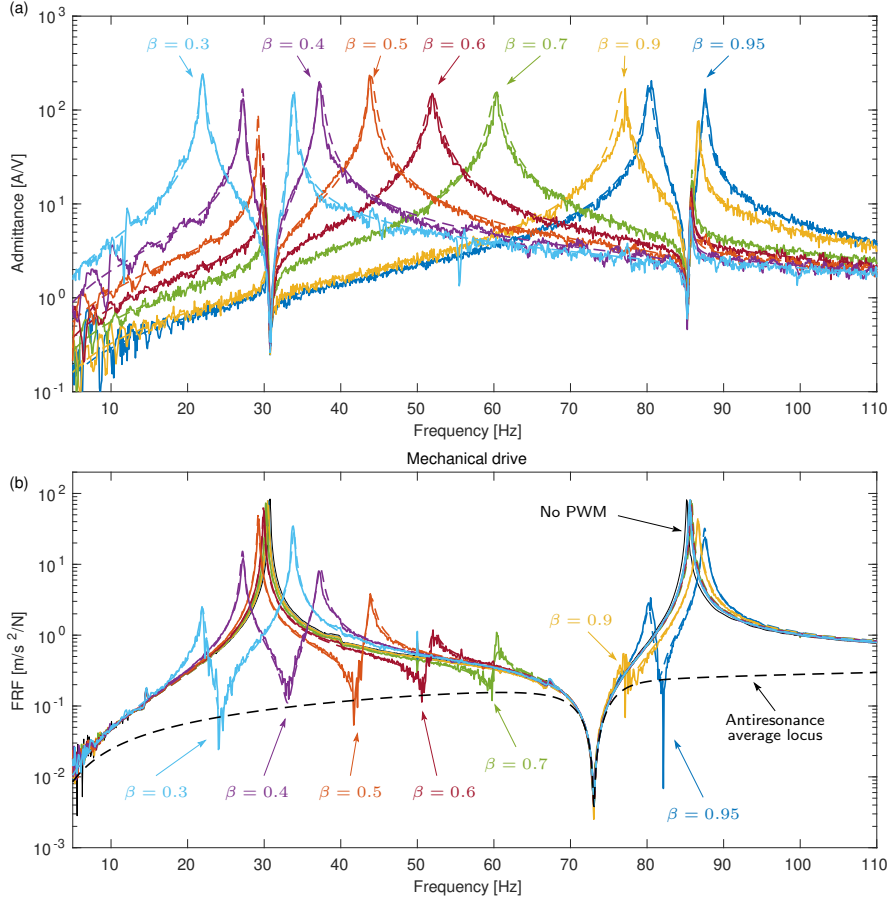 (a)
10³
10²
10¹
10⁰
10⁻¹
Admittance [A/V]
β = 0.3
β = 0.4
β = 0.5
β = 0.6
β = 0.7
β = 0.9
β = 0.95
10 20 30 40 50 60 70 80 90 100 110
Frequency [Hz]
Mechanical drive
(b)
10²
10¹
10⁰
10⁻¹
10⁻²
10⁻³
FRF [m/s²/N]
No PWM
β = 0.9
Antiresonance
average locus
β = 0.3
β = 0.4
β = 0.5
β = 0.6
β = 0.7
β = 0.95
10 20 30 40 50 60 70 80 90 100 110
Frequency [Hz]